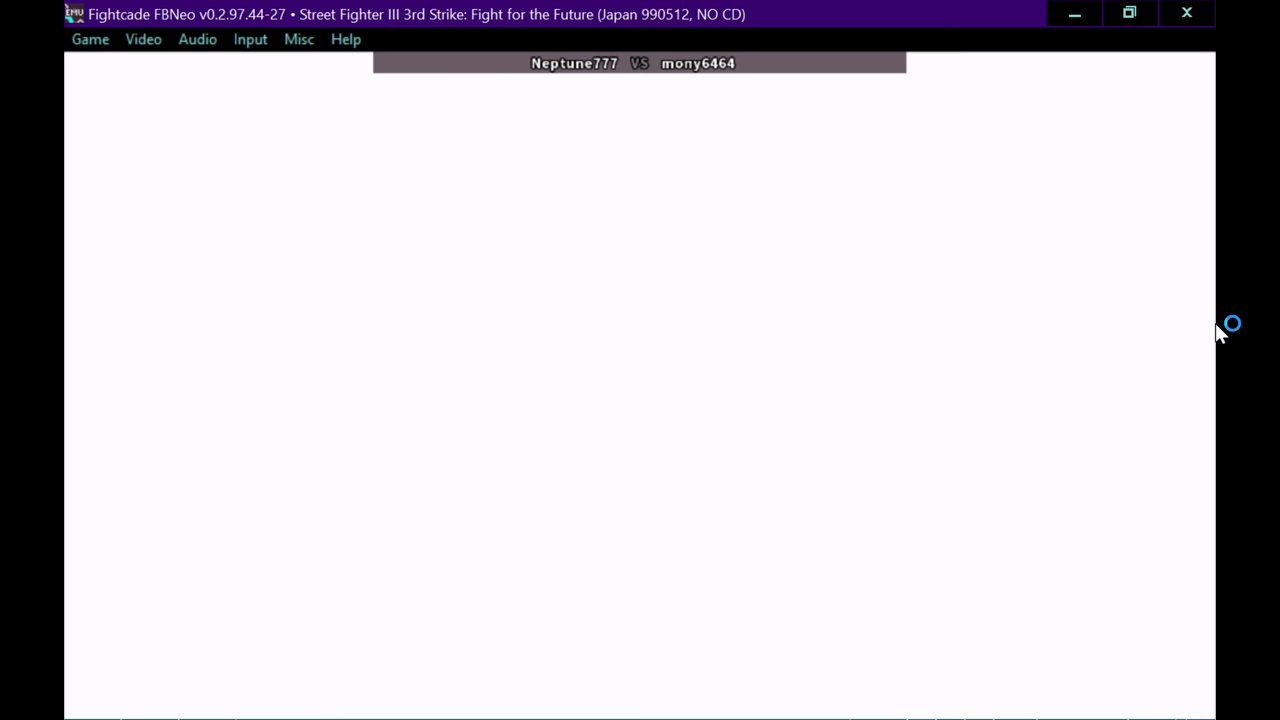 EMU Fightcade FBNeo v0.2.97.44-27 • Street Fighter III 3rd Strike: Fight for the Future (Japan 990512, NO CD)
Game Video Audio Input Misc Help
Neptune777 VS mony6464